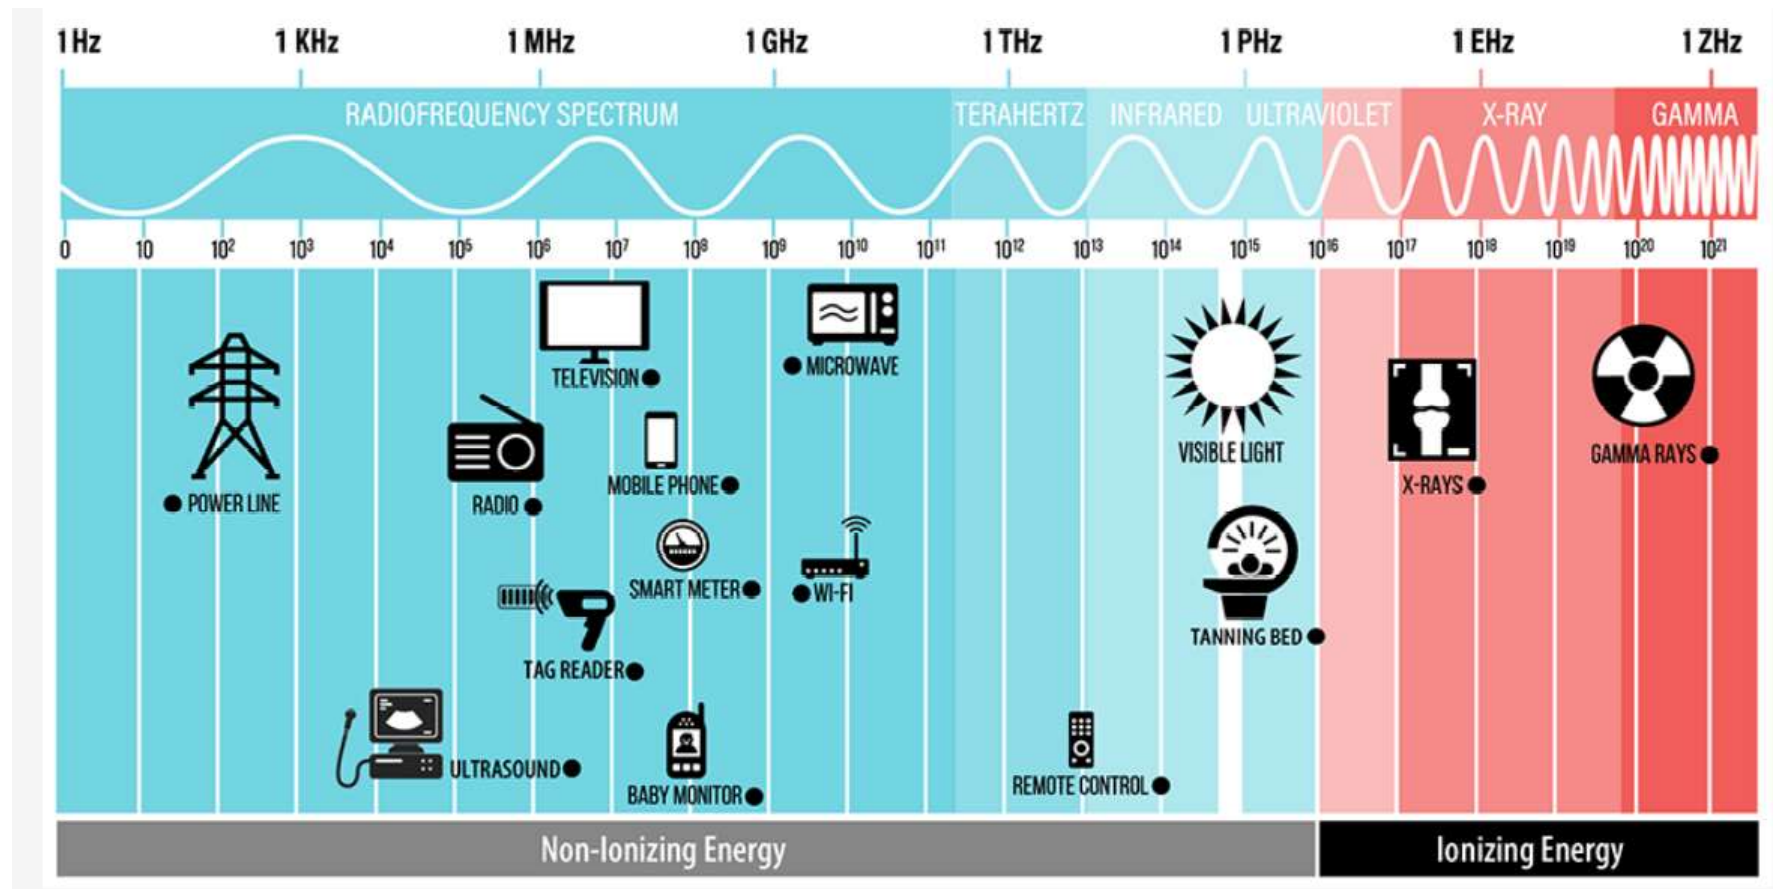 1 Hz 1 KHz 1 MHz 1 GHz 1 THz 1 PHz 1 EHz 1 ZHz
RADIOFREQUENCY SPECTRUM TERAHERTZ INFRARED ULTRAVIOLET X-RAY GAMMA
0 10 10² 10³ 10⁴ 10⁵ 10⁶ 10⁷ 10⁸ 10⁹ 10¹⁰ 10¹¹ 10¹² 10¹³ 10¹⁴ 10¹⁵ 10¹⁶ 10¹⁷ 10¹⁸ 10¹⁹ 10²⁰ 10²¹
TELEVISION
MICROWAVE
VISIBLE LIGHT
GAMMA RAYS
MOBILE PHONE
X-RAYS
POWER LINE
RADIO
SMART METER
WI-FI
TANNING BED
TAG READER
ULTRASOUND
BABY MONITOR
REMOTE CONTROL
Non-Ionizing Energy
Ionizing Energy